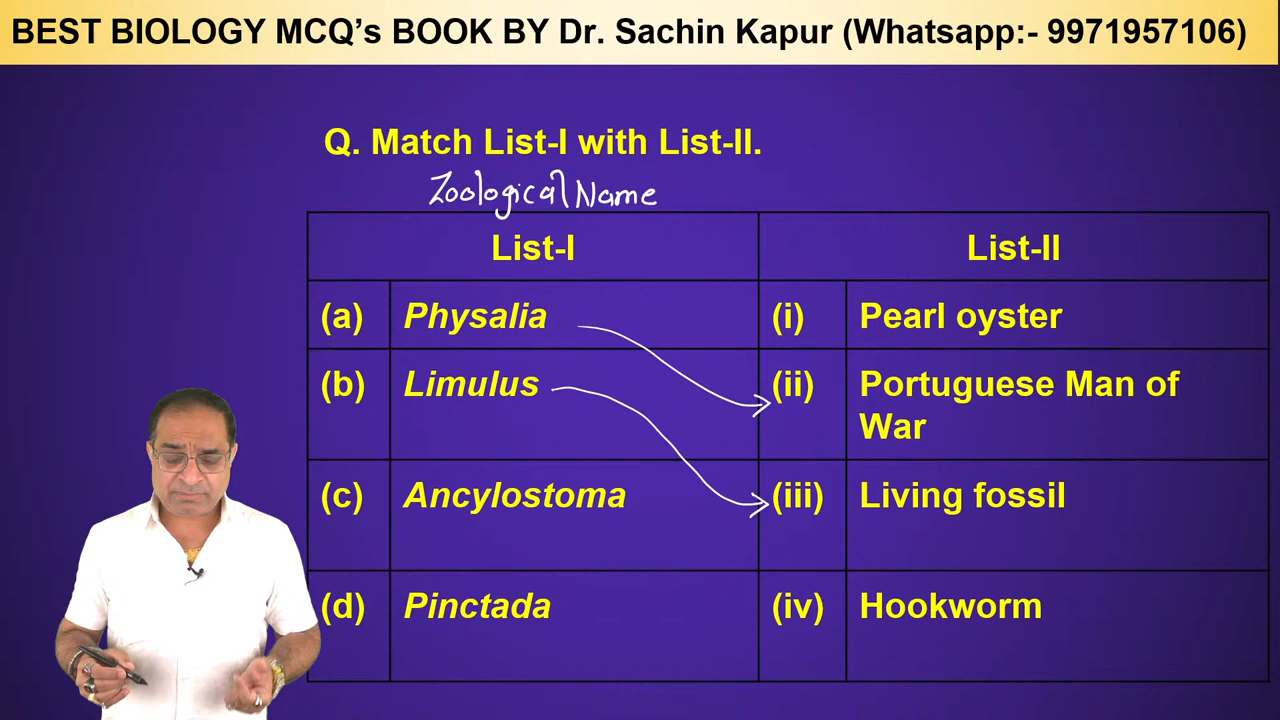 BEST BIOLOGY MCQ's BOOK BY Dr. Sachin Kapur (Whatsapp:- 9971957106)
Q. Match List-I with List-II.
Zoological Name
List-I List-II
(a) Physalia (i) Pearl oyster
(b) Limulus (ii) Portuguese Man of
War
(c) Ancylostoma (iii) Living fossil
(d) Pinctada (iv) Hookworm